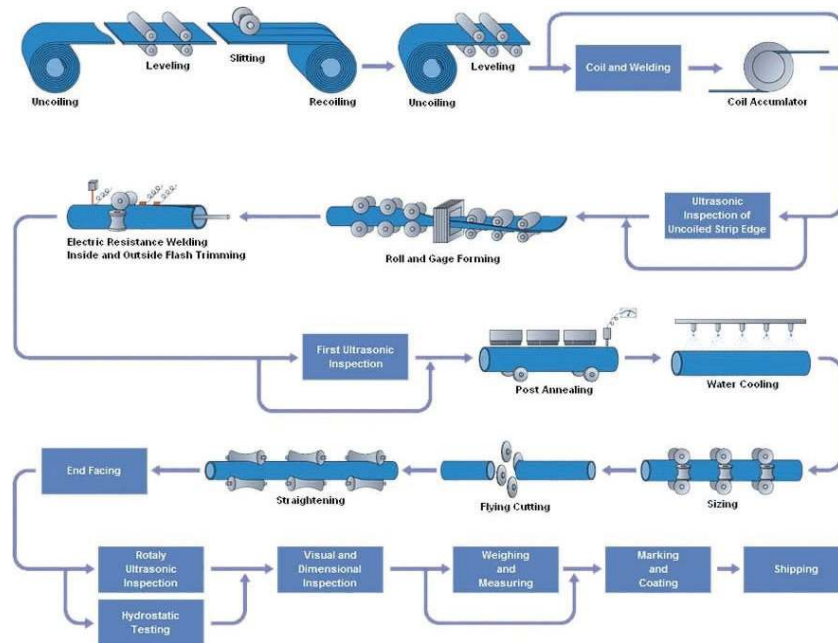 Uncoiling
Leveling
Slitting
Recoiling
Uncoiling
Leveling
Coil and Welding
Coil Accumlator
Electric Resistance Welding
Inside and Outside Flash Trimming
Roll and Gage Forming
Ultrasonic
Inspection of
Uncoiled Strip Edge
First Ultrasonic
Inspection
Post Annealing
Water Cooling
End Facing
Straightening
Flying Cutting
Sizing
Rotaly
Ultrasonic
Inspection
Visual and
Dimensional
Inspection
Weighing
and
Measuring
Marking
and
Coating
Shipping
Hydrostatic
Testing